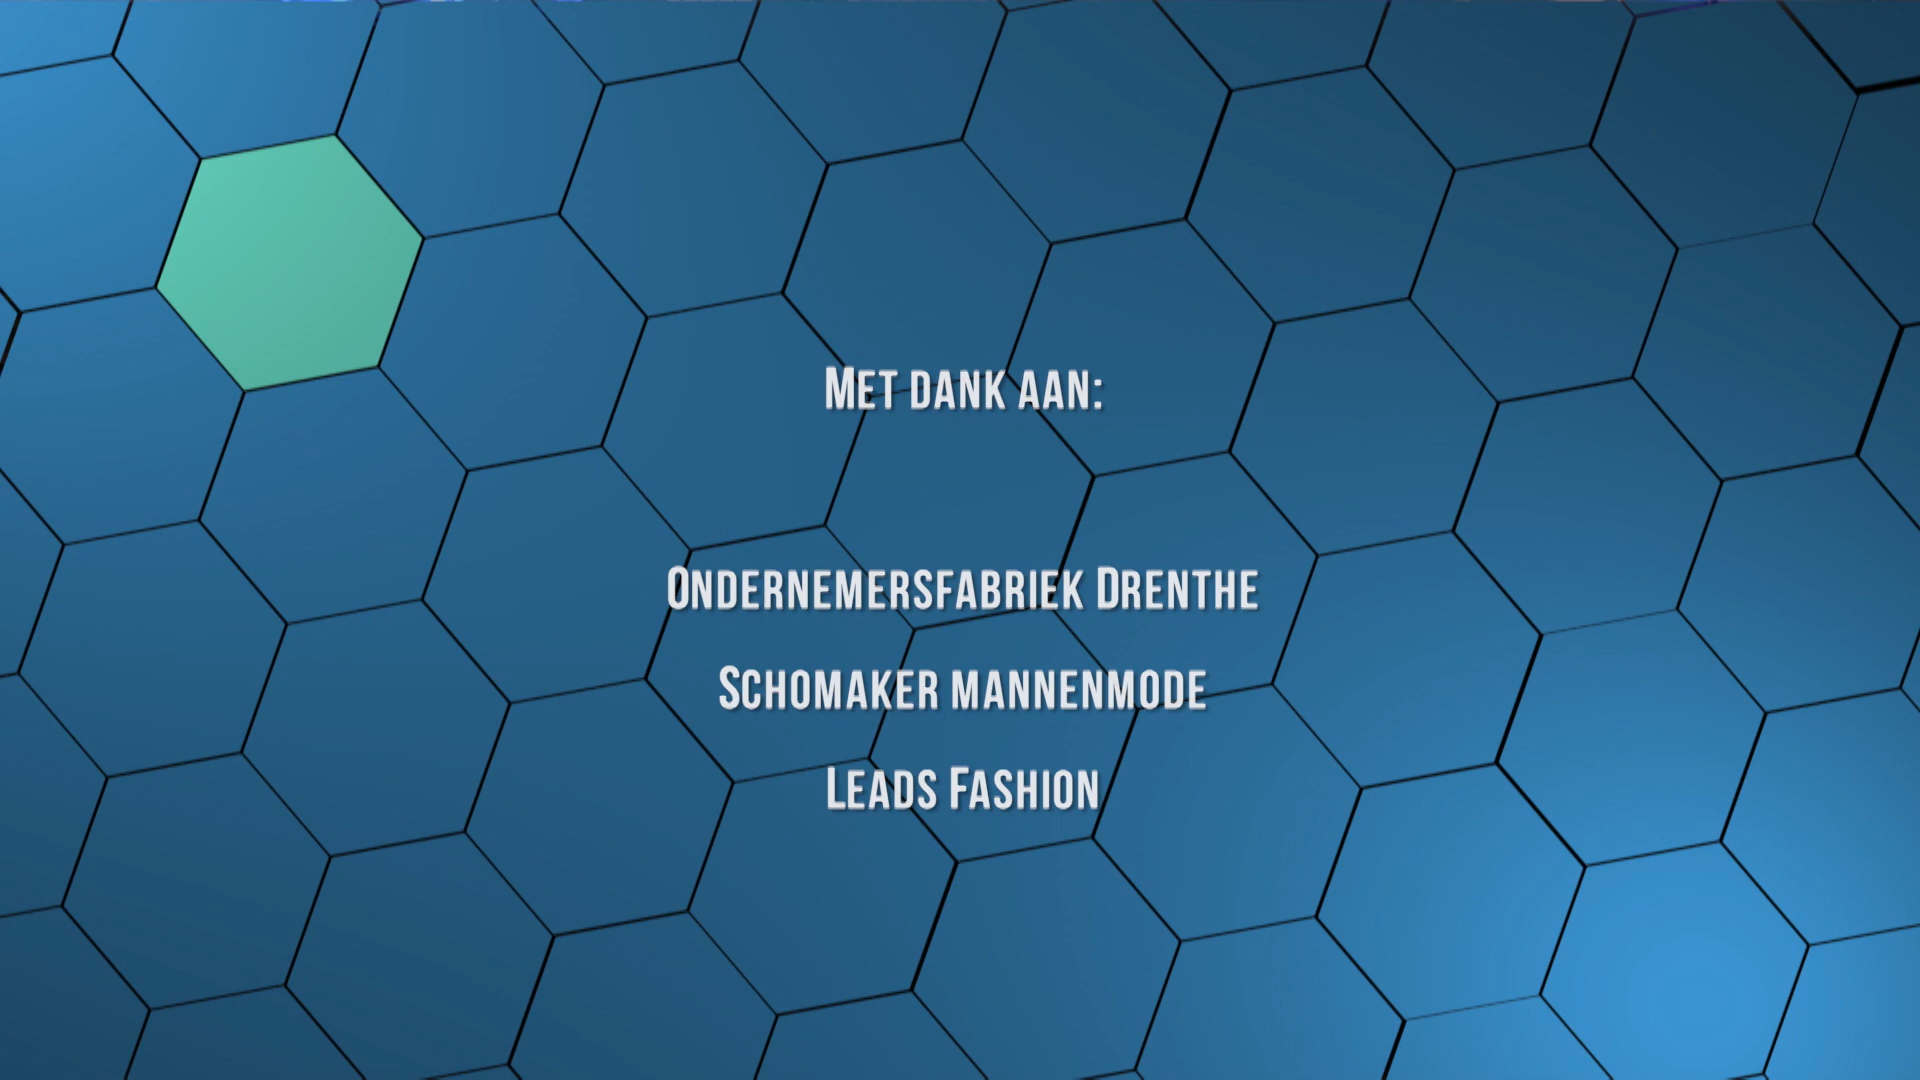 Met dank aan:
Ondernemersfabriek Drenthe
Schomaker mannenmode
Leads Fashion